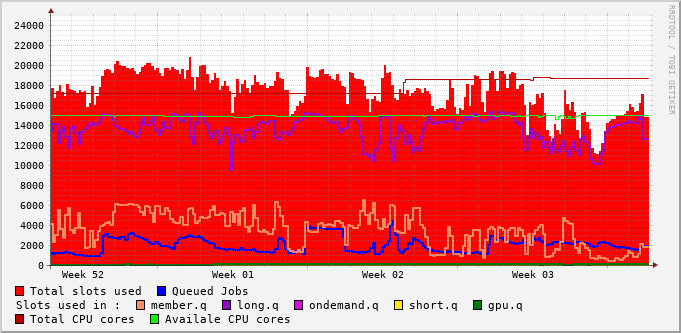 RRDTOOL / TOBI OETIKER
24000
22000
20000
18000
16000
14000
12000
10000
8000
6000
4000
2000
0
Week 52 Week 01 Week 02 Week 03
Total slots used Queued Jobs
Slots used in : member.q long.q ondemand.q short.q gpu.q
Total CPU cores Availale CPU cores